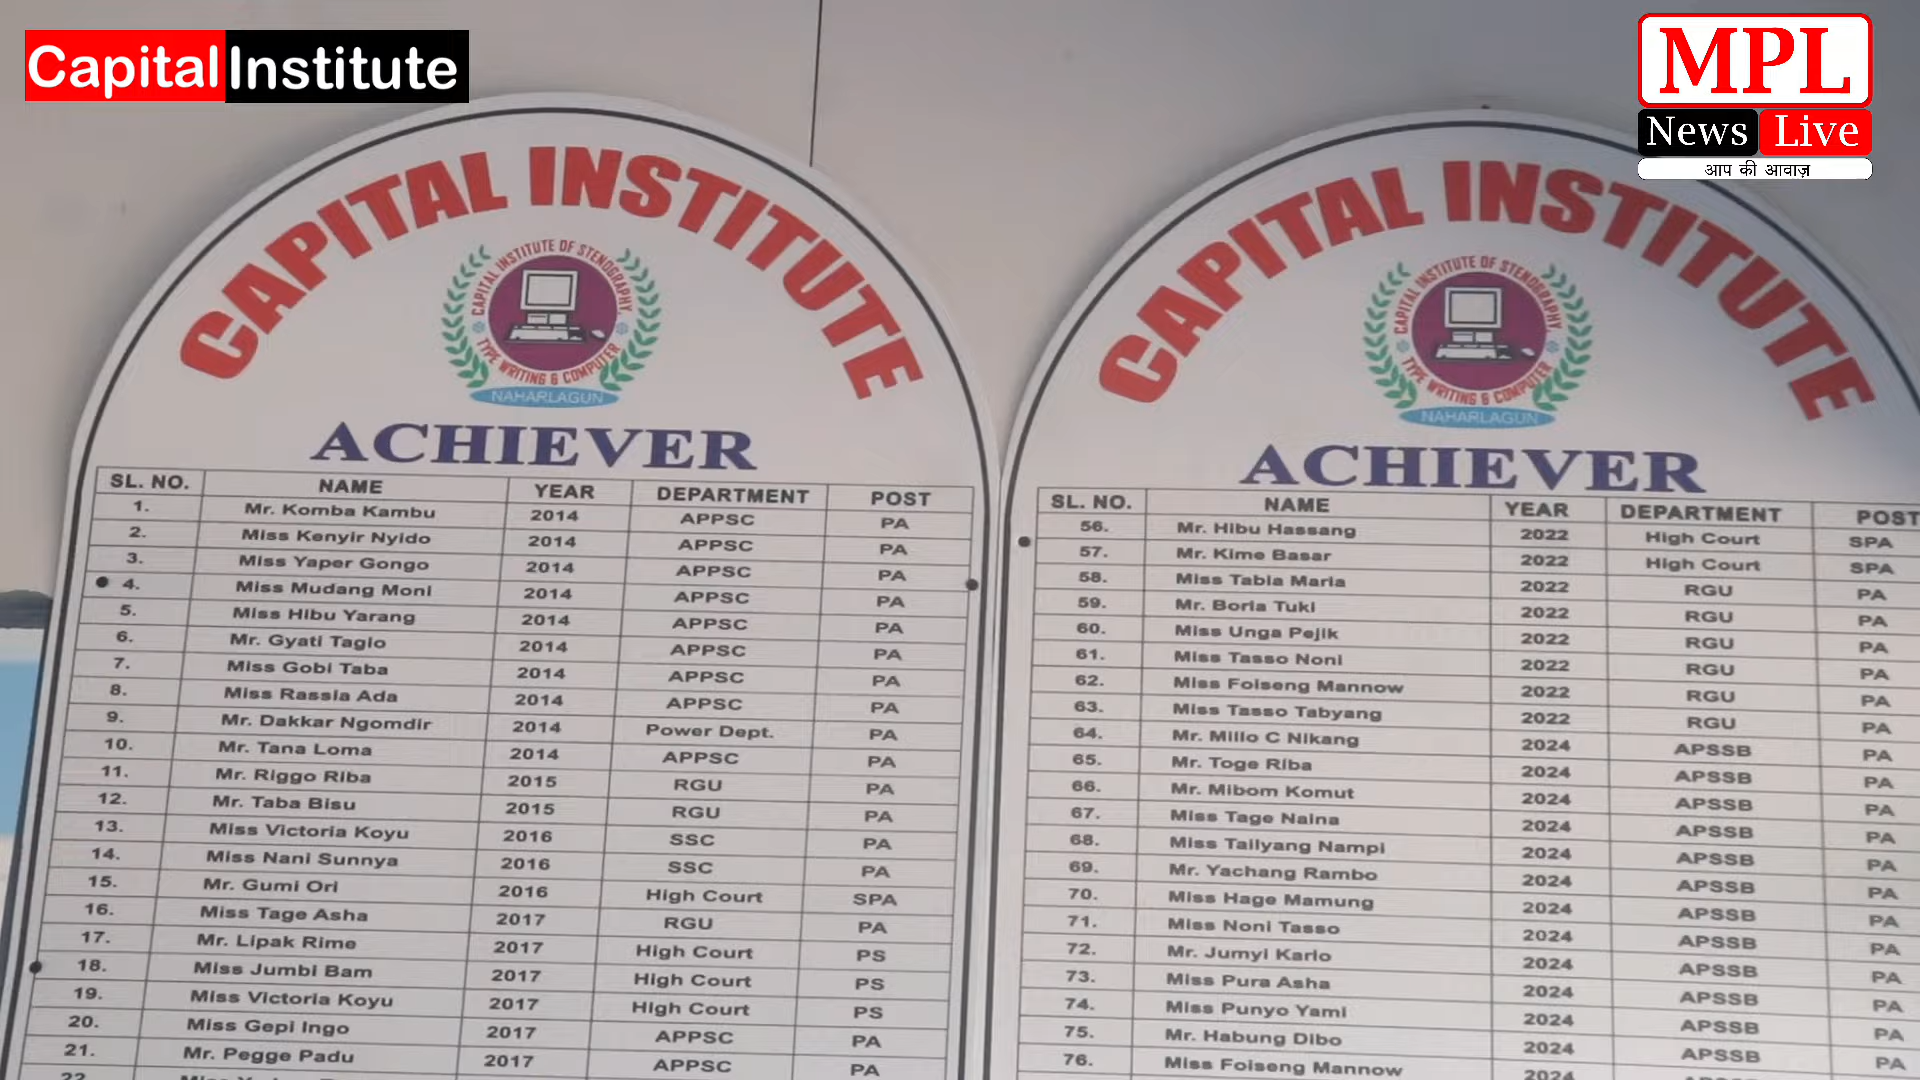 Capital Institute
MPL
News Live
आप की आवाज़
CAPITAL INSTITUTE
CAPITAL INSTITUTE OF STENOGRAPHY,
TYPE WRITING & COMPUTER
NAHARLAGUN
ACHIEVER
SL. NO. NAME YEAR DEPARTMENT POST
1. Mr. Komba Kambu 2014 APPSC PA
2. Miss Kenyir Nyido 2014 APPSC PA
3. Miss Yaper Gongo 2014 APPSC PA
4. Miss Mudang Moni 2014 APPSC PA
5. Miss Hibu Yarang 2014 APPSC PA
6. Mr. Gyati Tagio 2014 APPSC PA
7. Miss Gobi Taba 2014 APPSC PA
8. Miss Rassia Ada 2014 APPSC PA
9. Mr. Dakkar Ngomdir 2014 Power Dept. PA
10. Mr. Tana Loma 2014 APPSC PA
11. Mr. Riggo Riba 2015 RGU PA
12. Mr. Taba Bisu 2015 RGU PA
13. Miss Victoria Koyu 2016 SSC PA
14. Miss Nani Sunnya 2016 SSC PA
15. Mr. Gumi Ori 2016 High Court SPA
16. Miss Tage Asha 2017 RGU PA
17. Mr. Lipak Rime 2017 High Court PS
18. Miss Jumbi Bam 2017 High Court PS
19. Miss Victoria Koyu 2017 High Court PS
20. Miss Gepi Ingo 2017 APPSC PA
21. Mr. Pegge Padu 2017 APPSC PA
22.
CAPITAL INSTITUTE
CAPITAL INSTITUTE OF STENOGRAPHY,
TYPE WRITING & COMPUTER
NAHARLAGUN
ACHIEVER
SL. NO. NAME YEAR DEPARTMENT POST
56. Mr. Hibu Hassang 2022 High Court SPA
57. Mr. Kime Basar 2022 High Court SPA
58. Miss Tabia Maria 2022 RGU PA
59. Mr. Boria Tuki 2022 RGU PA
60. Miss Unga Pejik 2022 RGU PA
61. Miss Tasso Noni 2022 RGU PA
62. Miss Foiseng Mannow 2022 RGU PA
63. Miss Tasso Tabyang 2022 RGU PA
64. Mr. Millo C Nikang 2024 APSSB PA
65. Mr. Toge Riba 2024 APSSB PA
66. Mr. Mibom Komut 2024 APSSB PA
67. Miss Tage Naina 2024 APSSB PA
68. Miss Tailyang Nampi 2024 APSSB PA
69. Mr. Yachang Rambo 2024 APSSB PA
70. Miss Hage Mamung 2024 APSSB PA
71. Miss Noni Tasso 2024 APSSB PA
72. Mr. Jumyi Karlo 2024 APSSB PA
73. Miss Pura Asha 2024 APSSB PA
74. Miss Punyo Yami 2024 APSSB PA
75. Mr. Habung Dibo 2024 APSSB PA
76. Miss Foiseng Mannow 2024